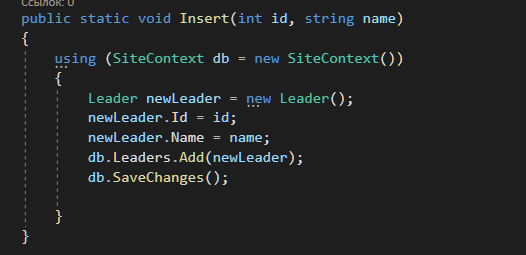 Ссылок: 0
public static void Insert(int id, string name)
{
using (SiteContext db = new SiteContext())
{
Leader newLeader = new Leader();
newLeader.Id = id;
newLeader.Name = name;
db.Leaders.Add(newLeader);
db.SaveChanges();
}
}